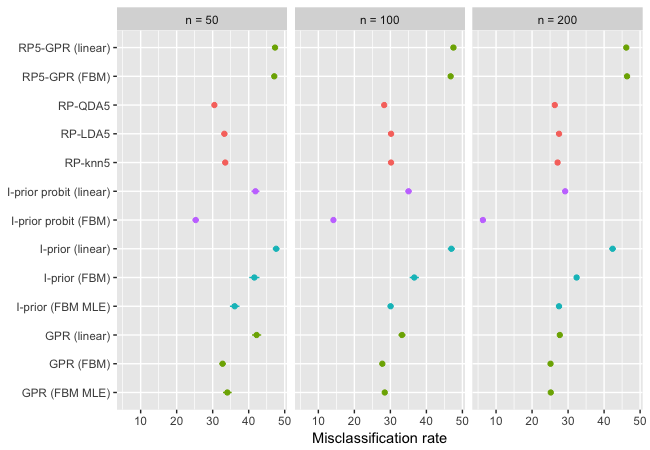 n = 50
n = 100
n = 200
RP5-GPR (linear)
RP5-GPR (FBM)
RP-QDA5
RP-LDA5
RP-knn5
I-prior probit (linear)
I-prior probit (FBM)
I-prior (linear)
I-prior (FBM)
I-prior (FBM MLE)
GPR (linear)
GPR (FBM)
GPR (FBM MLE)
10 20 30 40 50
10 20 30 40 50
10 20 30 40 50
Misclassification rate